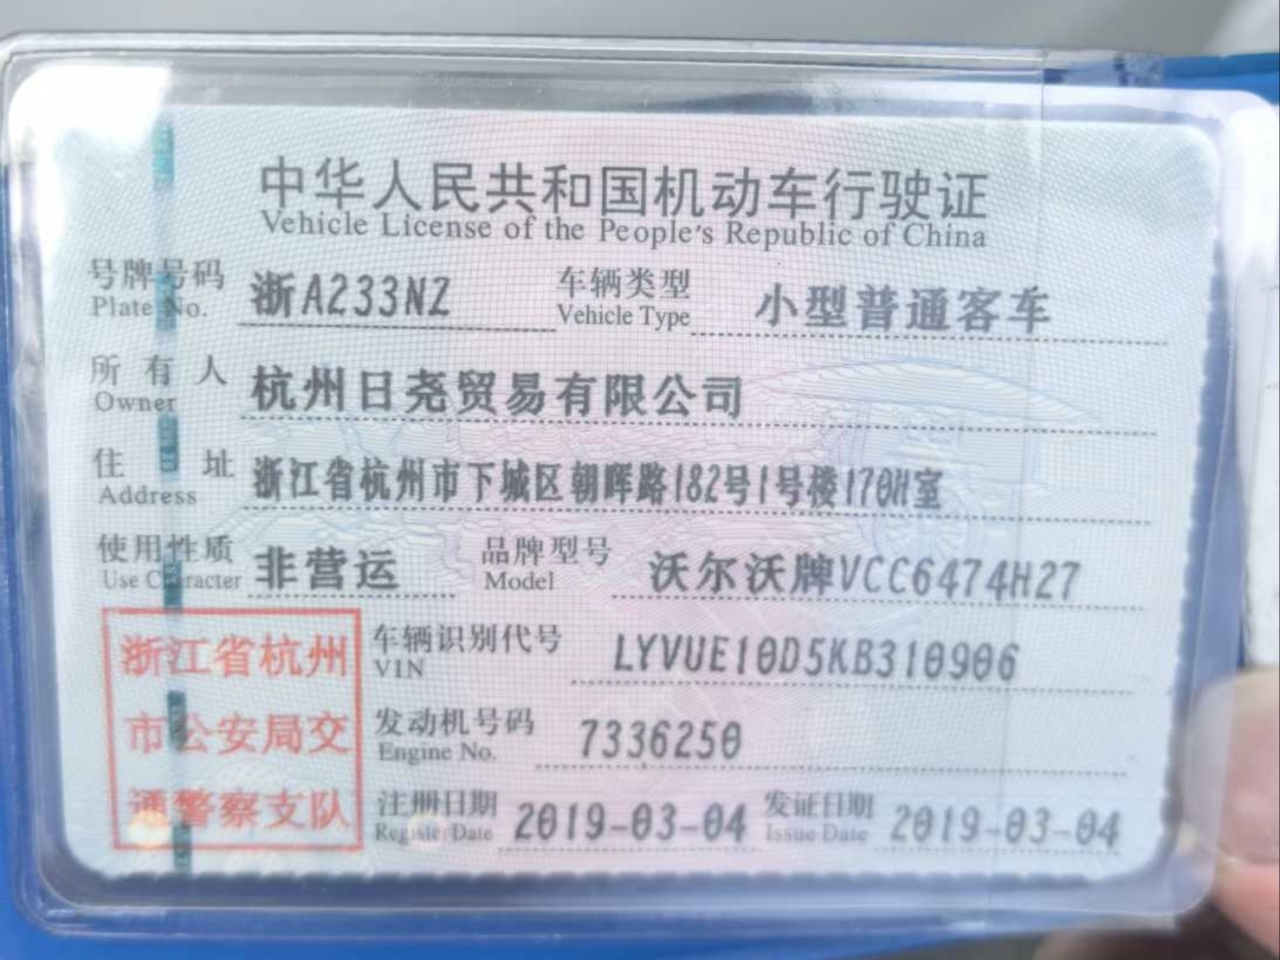 中华人民共和国机动车行驶证
Vehicle License of the People's Republic of China
号牌号码 浙A233NZ 车辆类型 小型普通客车
Plate No. Vehicle Type
所有人 杭州日尧贸易有限公司
Owner
住址 浙江省杭州市下城区朝晖路182号1号楼170H室
Address
使用性质 非营运 品牌型号 沃尔沃牌VCC6474H27
Use Character Model
浙江省杭州 车辆识别代号 LYVUE10D5KB310906
VIN
市公安局交 发动机号码 7336250
Engine No.
通警察支队 注册日期 2019-03-04 发证日期 2019-03-04
Register Date Issue Date